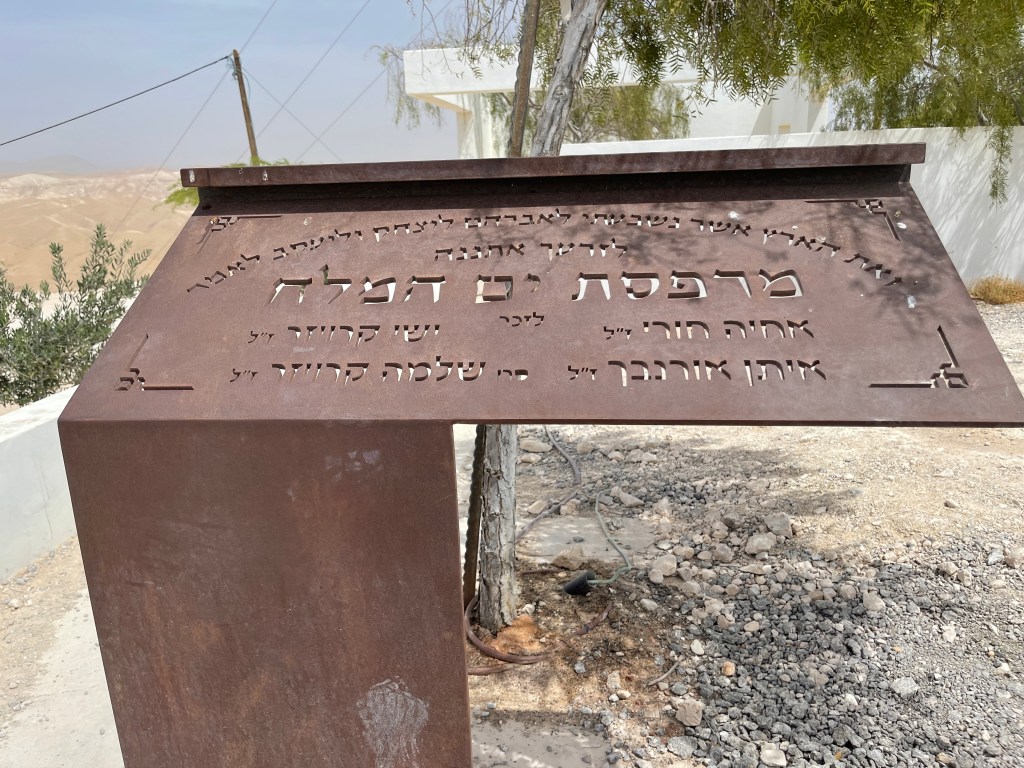 זאת הארץ אשר נשבעתי לאברהם ליצחק וליעקב לאמר
לזרעך אתננה
מרפסת ים המלח
לזכר
אחיה חורי ז"ל ישי קרויזר ז"ל
איתן אורנבך ז"ל סרן שלמה קרויזר ז"ל